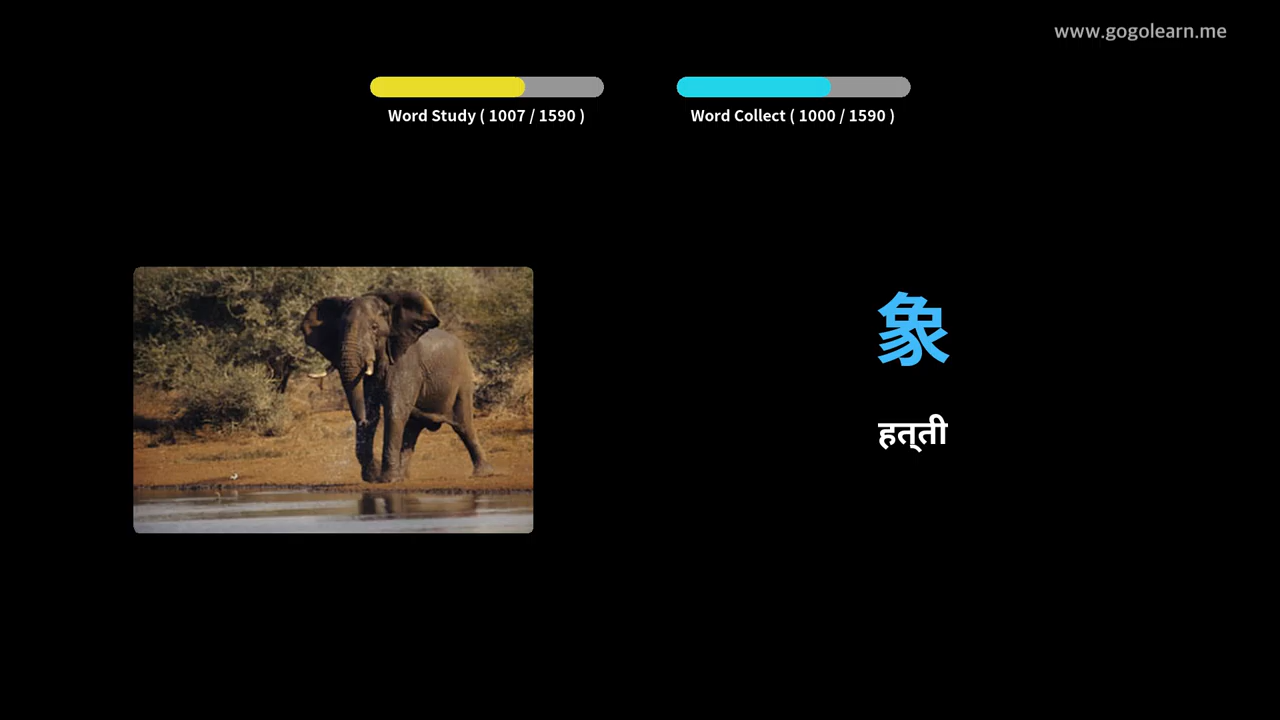 www.gogolearn.me
Word Study ( 1007 / 1590 )
Word Collect ( 1000 / 1590 )
象
हत्‌ती